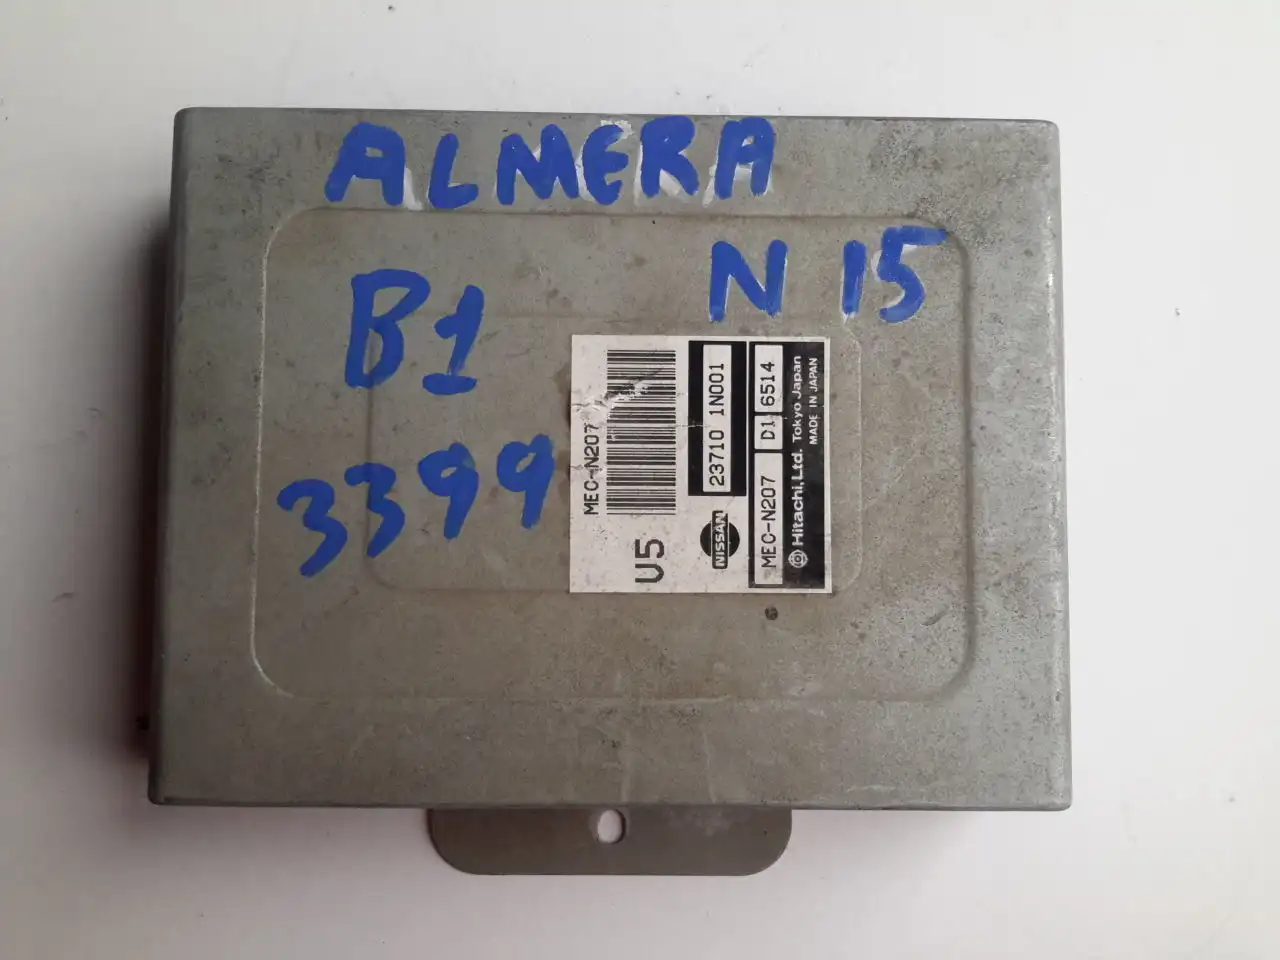 ALMERA
N 15
B1
3399
MEC-N207
U5
23710 1N001
NISSAN
MEC-N207 D1 6514
Hitachi, Ltd. Tokyo Japan
MADE IN JAPAN